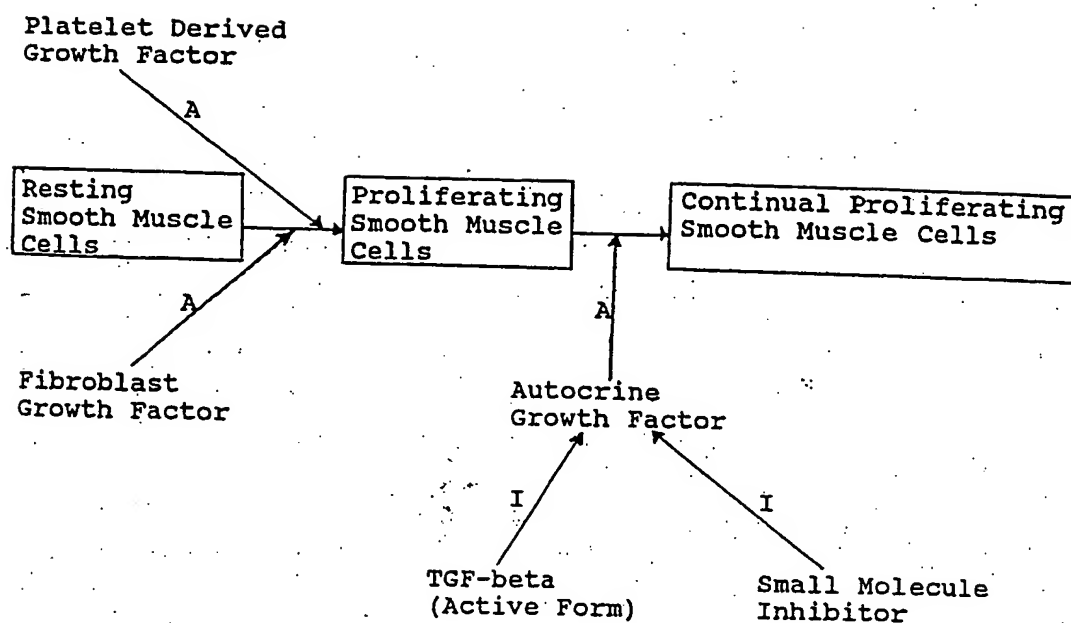 Platelet Derived
Growth Factor
A
Resting
Smooth Muscle
Cells
Proliferating
Smooth Muscle
Cells
Continual Proliferating
Smooth Muscle Cells
A
A
Fibroblast
Growth Factor
Autocrine
Growth Factor
I
I
TGF-beta
(Active Form)
Small Molecule
Inhibitor